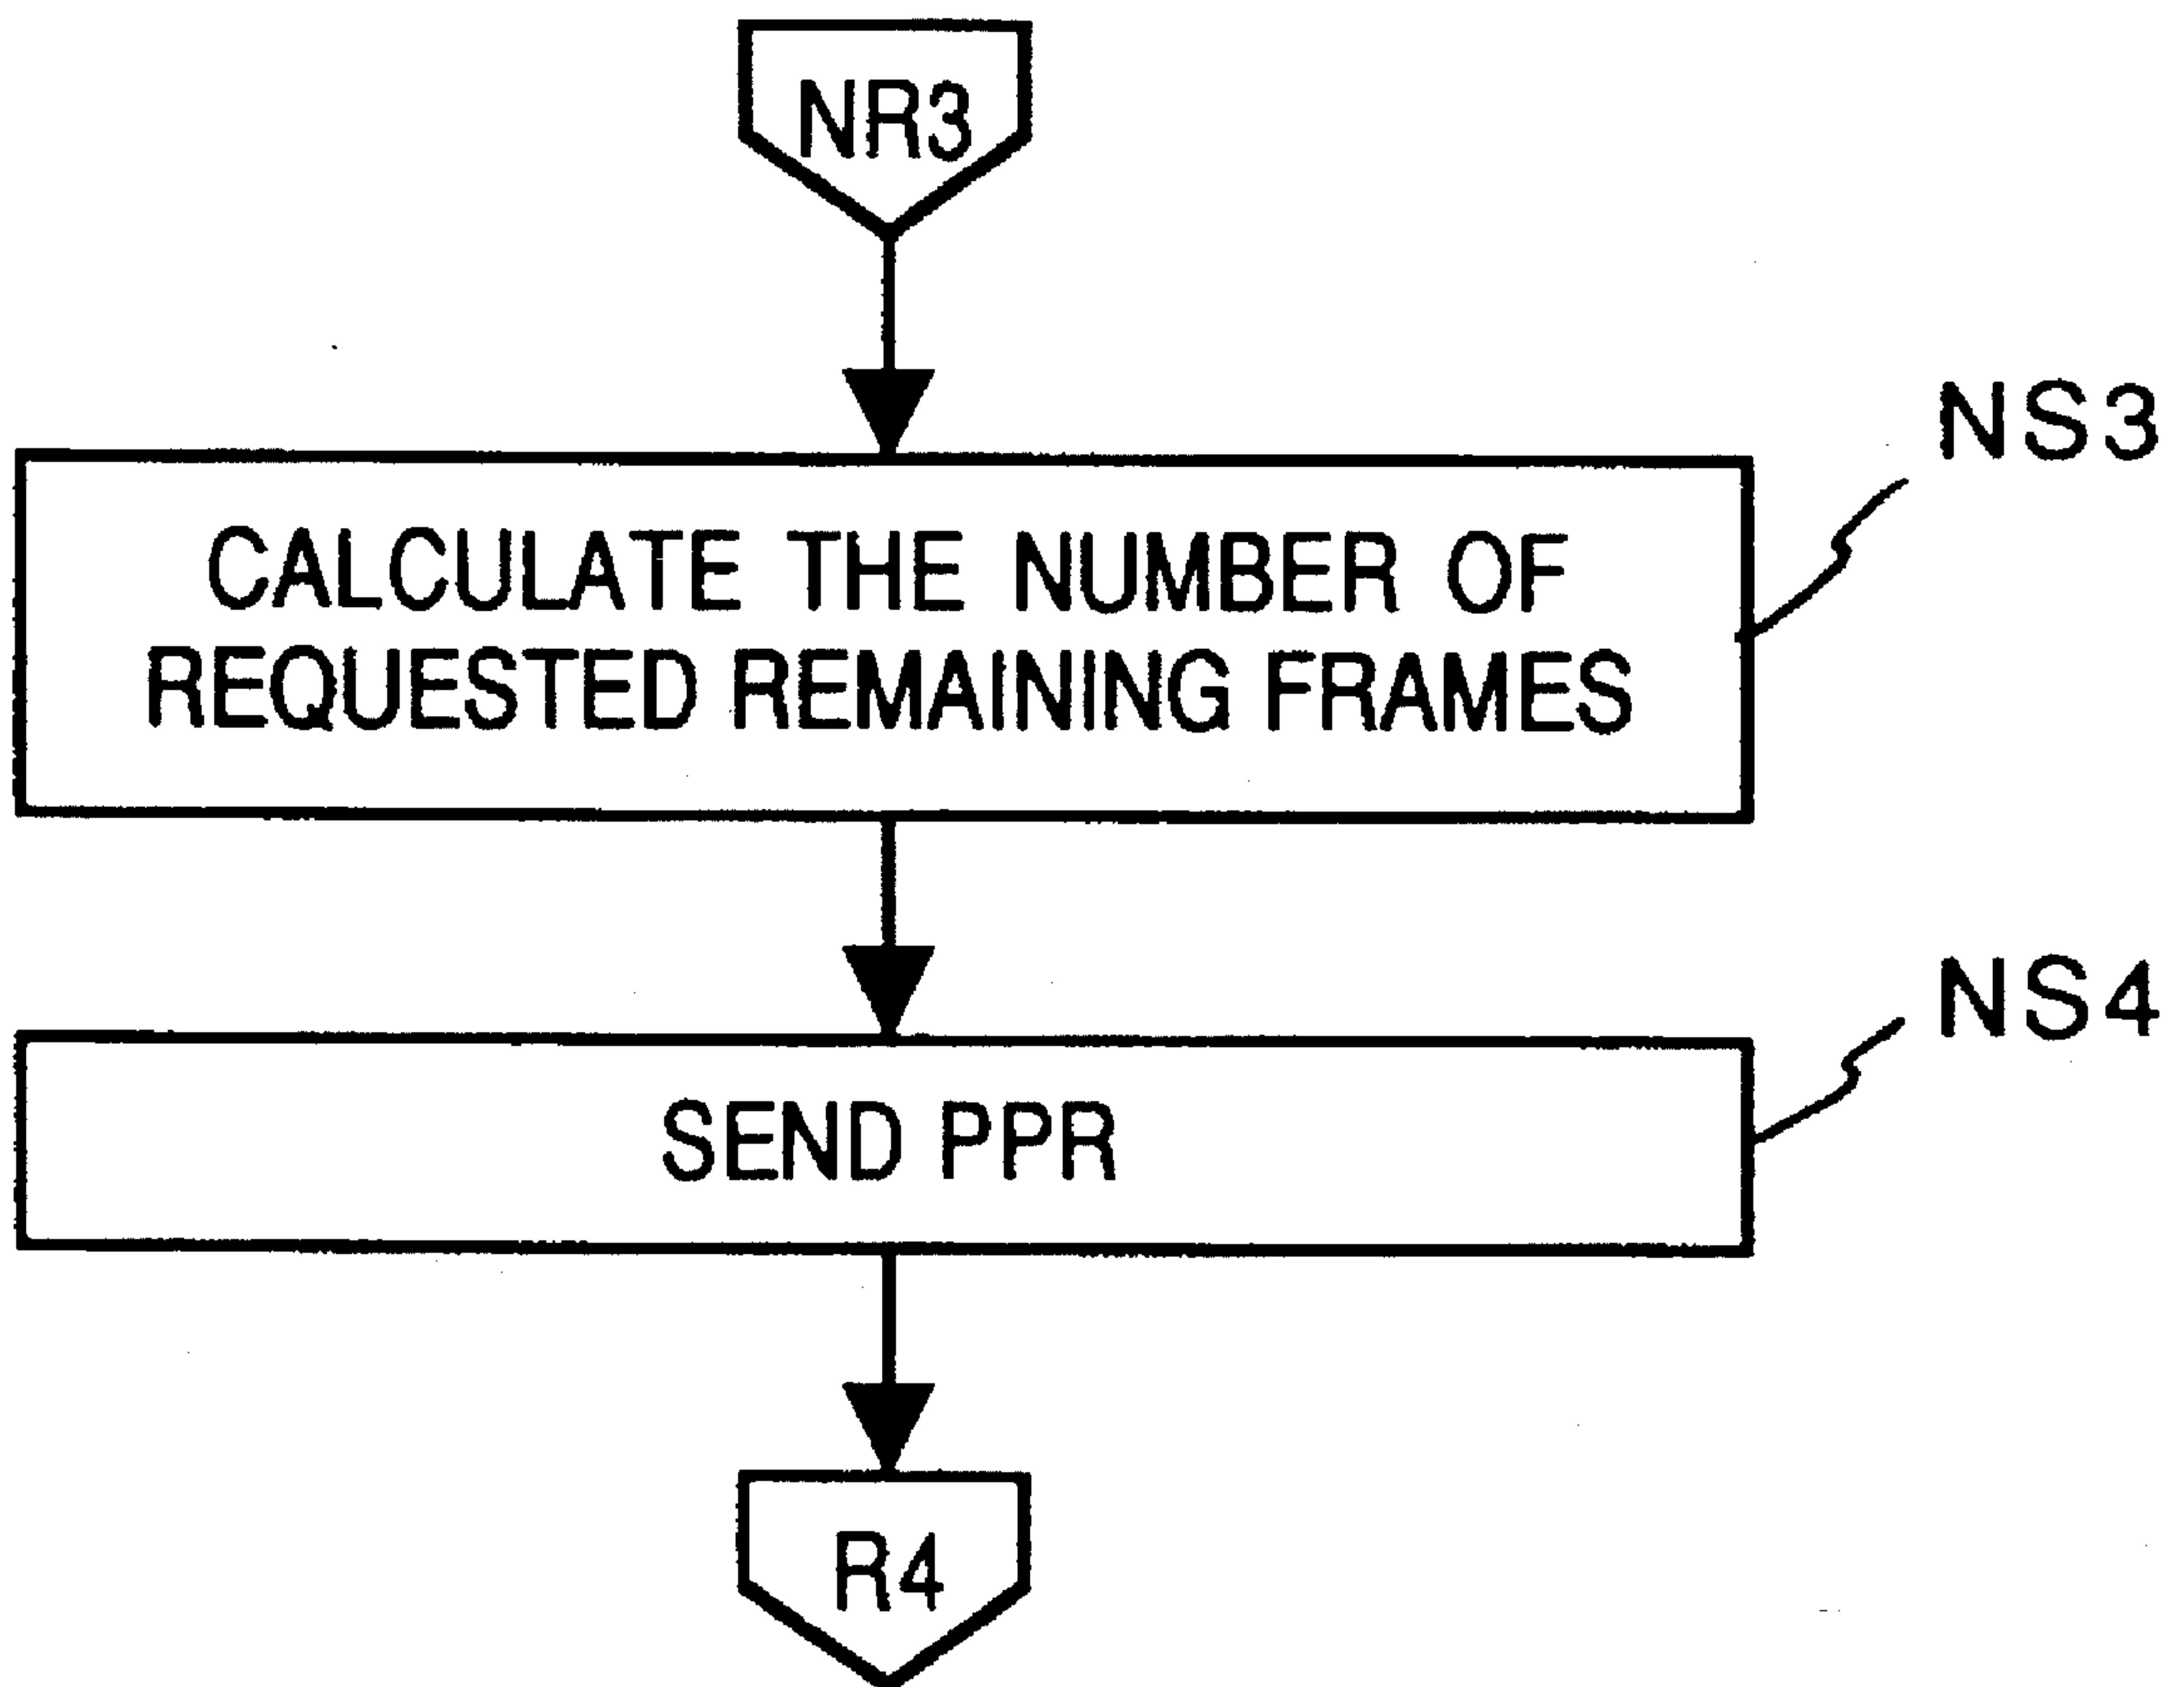 NR3
NS3
CALCULATE THE NUMBER OF
REQUESTED REMAINING FRAMES
NS4
SEND PPR
R4